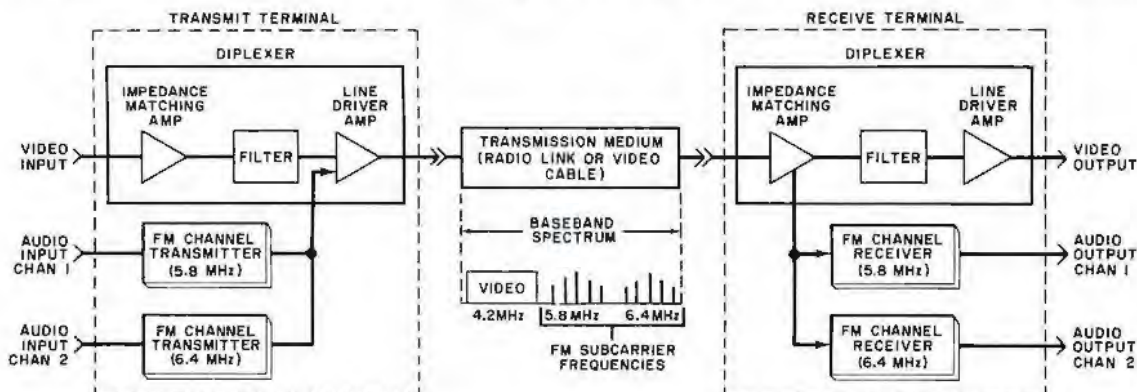 TRANSMIT TERMINAL
RECEIVE TERMINAL
DIPLEXER
DIPLEXER
IMPEDANCE
MATCHING
AMP
LINE
DRIVER
AMP
IMPEDANCE
MATCHING
AMP
LINE
DRIVER
AMP
VIDEO
INPUT
FILTER
TRANSMISSION MEDIUM
(RADIO LINK OR VIDEO
CABLE)
FILTER
VIDEO
OUTPUT
AUDIO
INPUT
CHAN 1
FM CHANNEL
TRANSMITTER
(5.8 MHz)
BASEBAND
SPECTRUM
FM CHANNEL
RECEIVER
(5.8 MHz)
AUDIO
OUTPUT
CHAN 1
VIDEO
4.2MHz
5.8MHz
6.4MHz
FM SUBCARRIER
FREQUENCIES
AUDIO
INPUT
CHAN 2
FM CHANNEL
TRANSMITTER
(6.4 MHz)
FM CHANNEL
RECEIVER
(6.4 MHz)
AUDIO
OUTPUT
CHAN 2